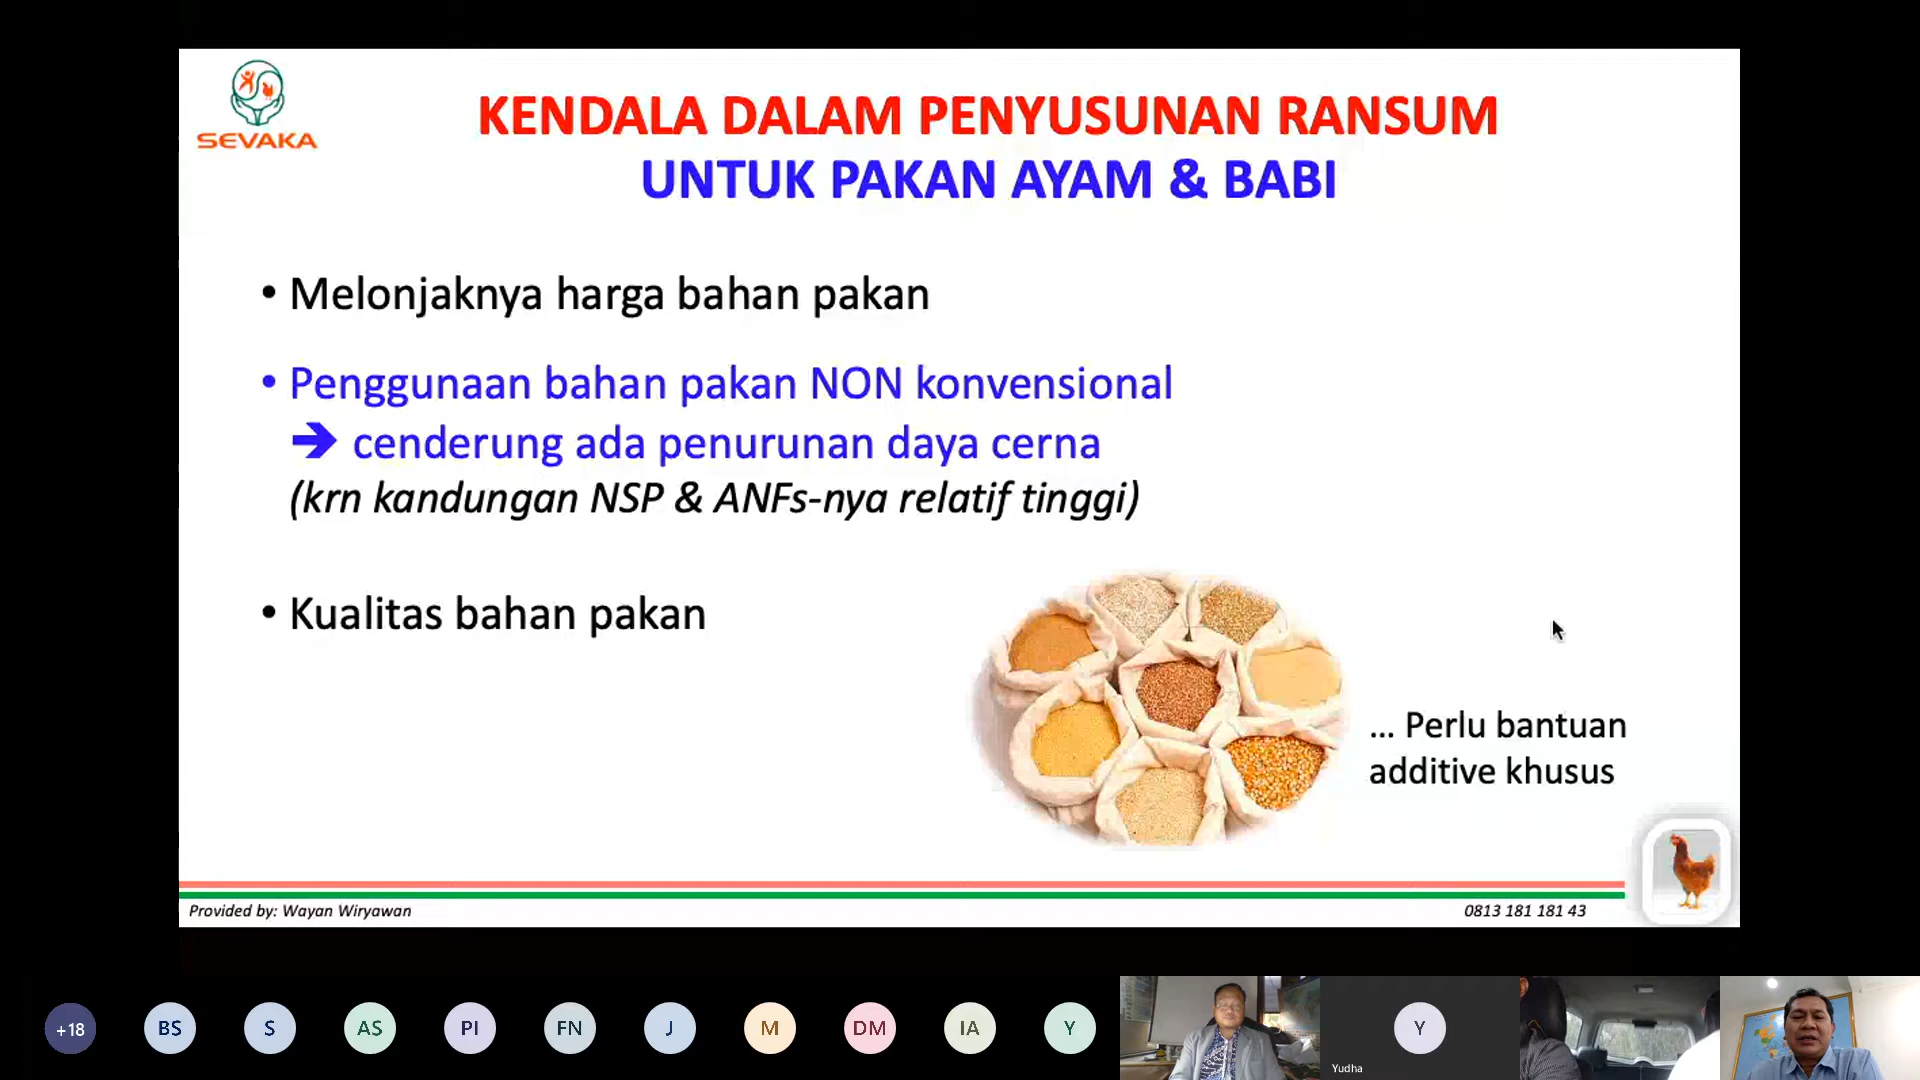 SEVAKA
KENDALA DALAM PENYUSUNAN RANSUM
UNTUK PAKAN AYAM & BABI
• Melonjaknya harga bahan pakan
• Penggunaan bahan pakan NON konvensional
➔ cenderung ada penurunan daya cerna
(krn kandungan NSP & ANFs-nya relatif tinggi)
• Kualitas bahan pakan
... Perlu bantuan
additive khusus
Provided by: Wayan Wiryawan
0813 181 181 43
+18
BS
S
AS
PI
FN
J
M
DM
IA
Y
Y
Yudha